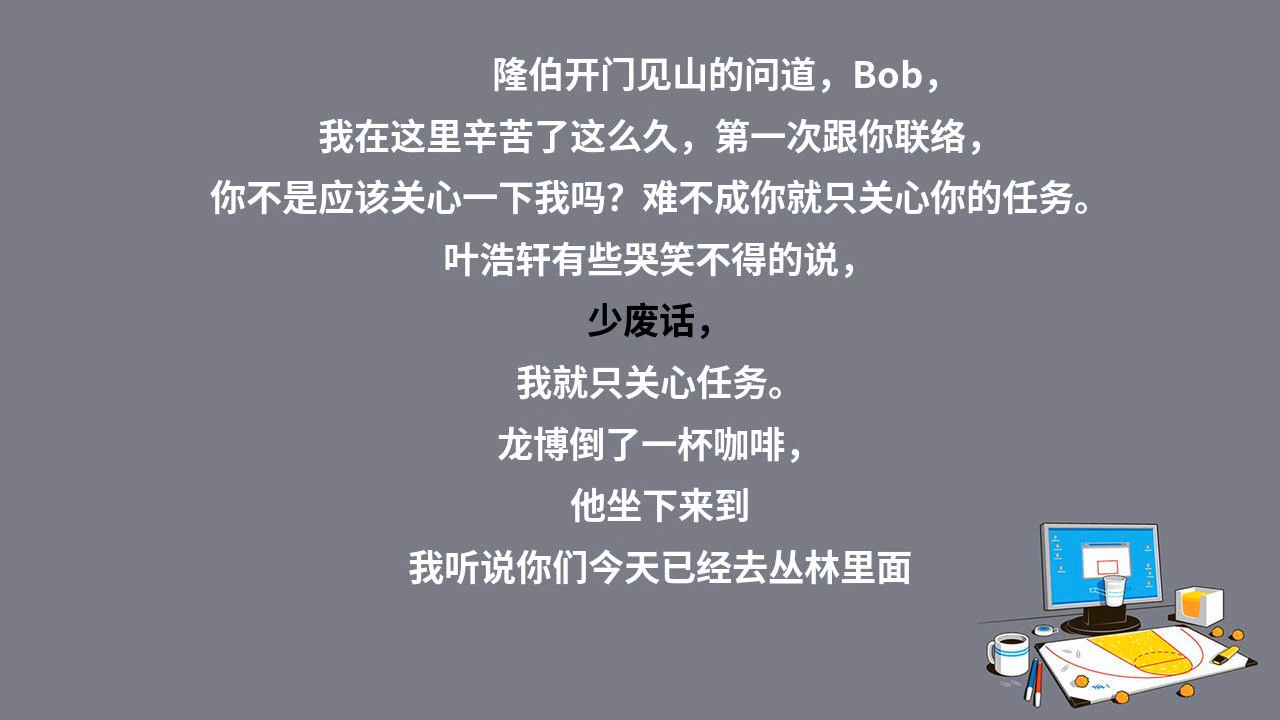 隆伯开门见山的问道，Bob，
我在这里辛苦了这么久，第一次跟你联络，
你不是应该关心一下我吗？难不成你就只关心你的任务。
叶浩轩有些哭笑不得的说，
少废话，
我就只关心任务。
龙博倒了一杯咖啡，
他坐下来到
我听说你们今天已经去丛林里面